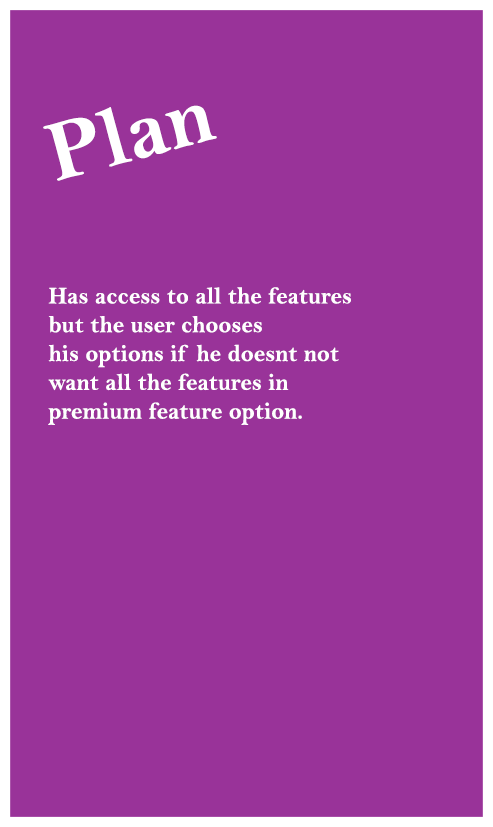 Plan
Has access to all the features
but the user chooses
his options if he doesnt not
want all the features in
premium feature option.